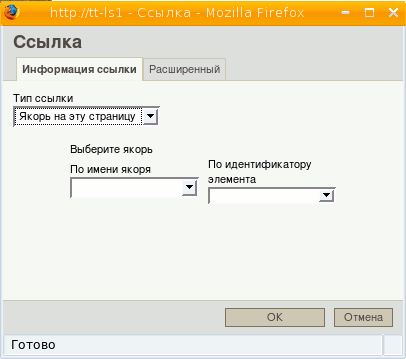 http://tt-ls1 - Ссылка - Mozilla Firefox
Ссылка
Информация ссылки
Расширенный
Тип ссылки
Якорь на эту страницу
Выберите якорь
По имени якоря
По идентификатору
элемента
OK
Отмена
Готово